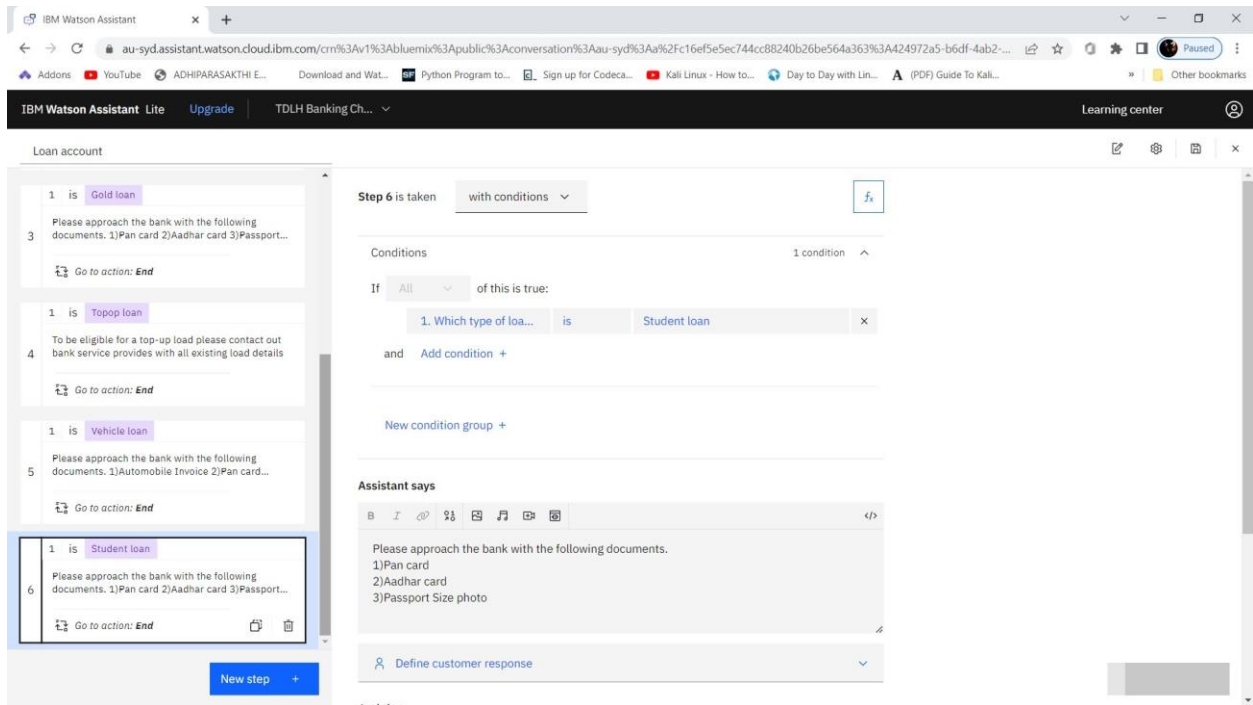 IBM Watson Assistant
au-syd.assistant.watson.cloud.ibm.com/crn%3Av1%3Abluemix%3Apublic%3Aconversation%3Aau-syd%3Aa%2Fc16ef5e5ec744cc88240b26be564a363%3A424972a5-b6df-4ab2-...
Paused
Addons YouTube ADHIPARASAKTHI E... Download and Wat... SF Python Program to... Sign up for Codeca... Kali Linux - How to... Day to Day with Lin... A (PDF) Guide To Kali... » Other bookmarks
IBM Watson Assistant Lite Upgrade TDLH Banking Ch... Learning center
Loan account
1 is Gold loan
3 Please approach the bank with the following
documents. 1)Pan card 2)Aadhar card 3)Passport...
Go to action: End
1 is Topop loan
4 To be eligible for a top-up load please contact out
bank service provides with all existing load details
Go to action: End
1 is Vehicle loan
5 Please approach the bank with the following
documents. 1)Automobile Invoice 2)Pan card...
Go to action: End
1 is Student loan
6 Please approach the bank with the following
documents. 1)Pan card 2)Aadhar card 3)Passport...
Go to action: End
New step +
Step 6 is taken with conditions fx
Conditions 1 condition
If All of this is true:
1. Which type of loa... is Student loan
and Add condition +
New condition group +
Assistant says
B I </>
Please approach the bank with the following documents.
1)Pan card
2)Aadhar card
3)Passport Size photo
Define customer response